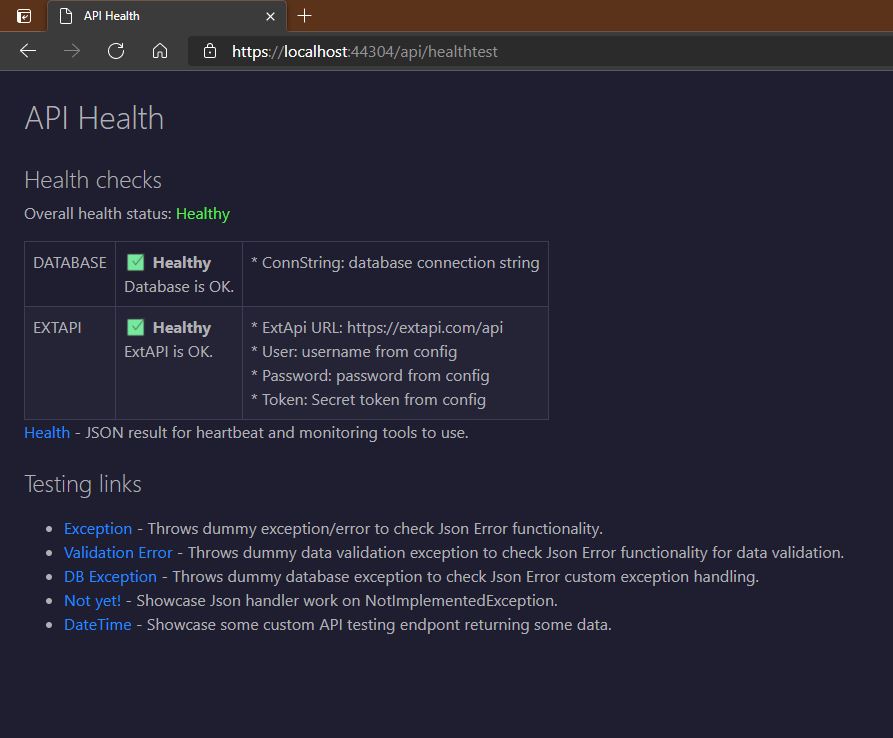 API Health
https://localhost:44304/api/healthtest
API Health
Health checks
Overall health status: Healthy
DATABASE
Healthy
Database is OK.
* ConnString: database connection string
EXTAPI
Healthy
ExtAPI is OK.
* ExtApi URL: https://extapi.com/api
* User: username from config
* Password: password from config
* Token: Secret token from config
Health - JSON result for heartbeat and monitoring tools to use.
Testing links
• Exception - Throws dummy exception/error to check Json Error functionality.
• Validation Error - Throws dummy data validation exception to check Json Error functionality for data validation.
• DB Exception - Throws dummy database exception to check Json Error custom exception handling.
• Not yet! - Showcase Json handler work on NotImplementedException.
• DateTime - Showcase some custom API testing endpont returning some data.